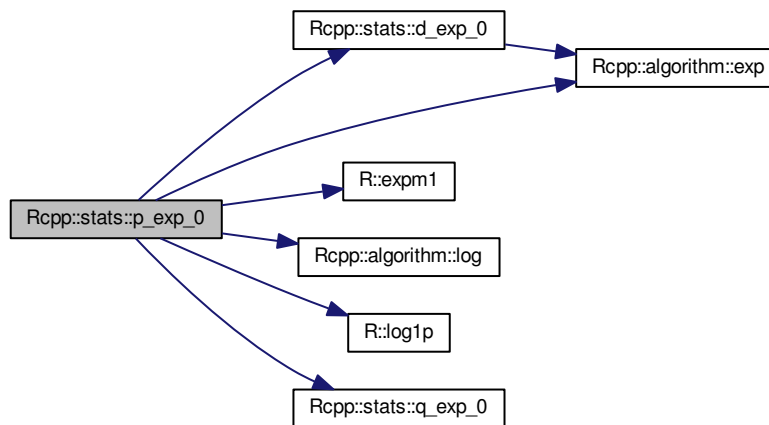 Rcpp::stats::d_exp_0
Rcpp::algorithm::exp
R::expm1
Rcpp::stats::p_exp_0
Rcpp::algorithm::log
R::log1p
Rcpp::stats::q_exp_0